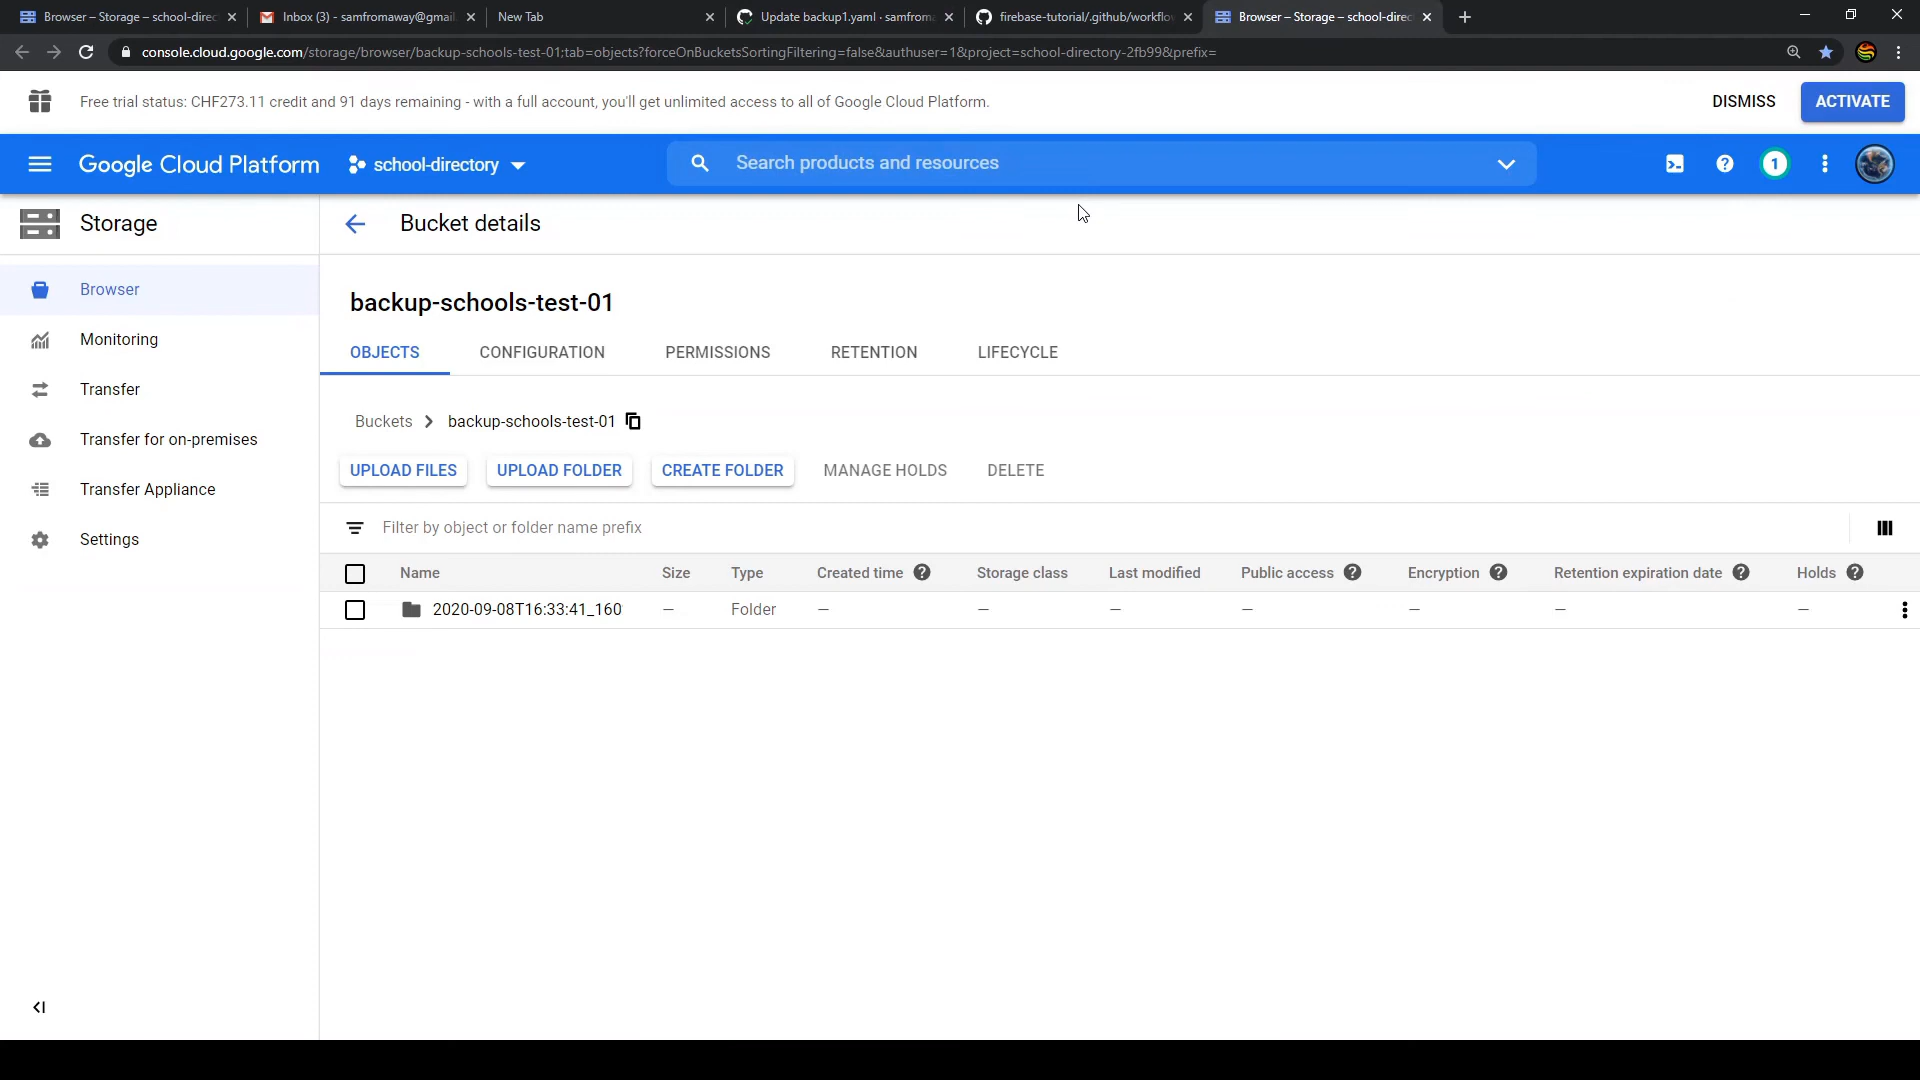 Browser – Storage – school-direc
Inbox (3) - samfromaway@gmail.
New Tab
Update backup1.yaml · samfroma
firebase-tutorial/.github/workflo
Browser – Storage – school-direc
console.cloud.google.com/storage/browser/backup-schools-test-01;tab=objects?forceOnBucketsSortingFiltering=false&authuser=1&project=school-directory-2fb99&prefix=
Free trial status: CHF273.11 credit and 91 days remaining - with a full account, you'll get unlimited access to all of Google Cloud Platform.
DISMISS
ACTIVATE
Google Cloud Platform
school-directory
Search products and resources
1
Storage
Bucket details
Browser
Monitoring
Transfer
Transfer for on-premises
Transfer Appliance
Settings
backup-schools-test-01
OBJECTS CONFIGURATION PERMISSIONS RETENTION LIFECYCLE
Buckets backup-schools-test-01
UPLOAD FILES UPLOAD FOLDER CREATE FOLDER MANAGE HOLDS DELETE
Filter by object or folder name prefix
Name Size Type Created time Storage class Last modified Public access Encryption Retention expiration date Holds
2020-09-08T16:33:41_160 — Folder — — — — — — —